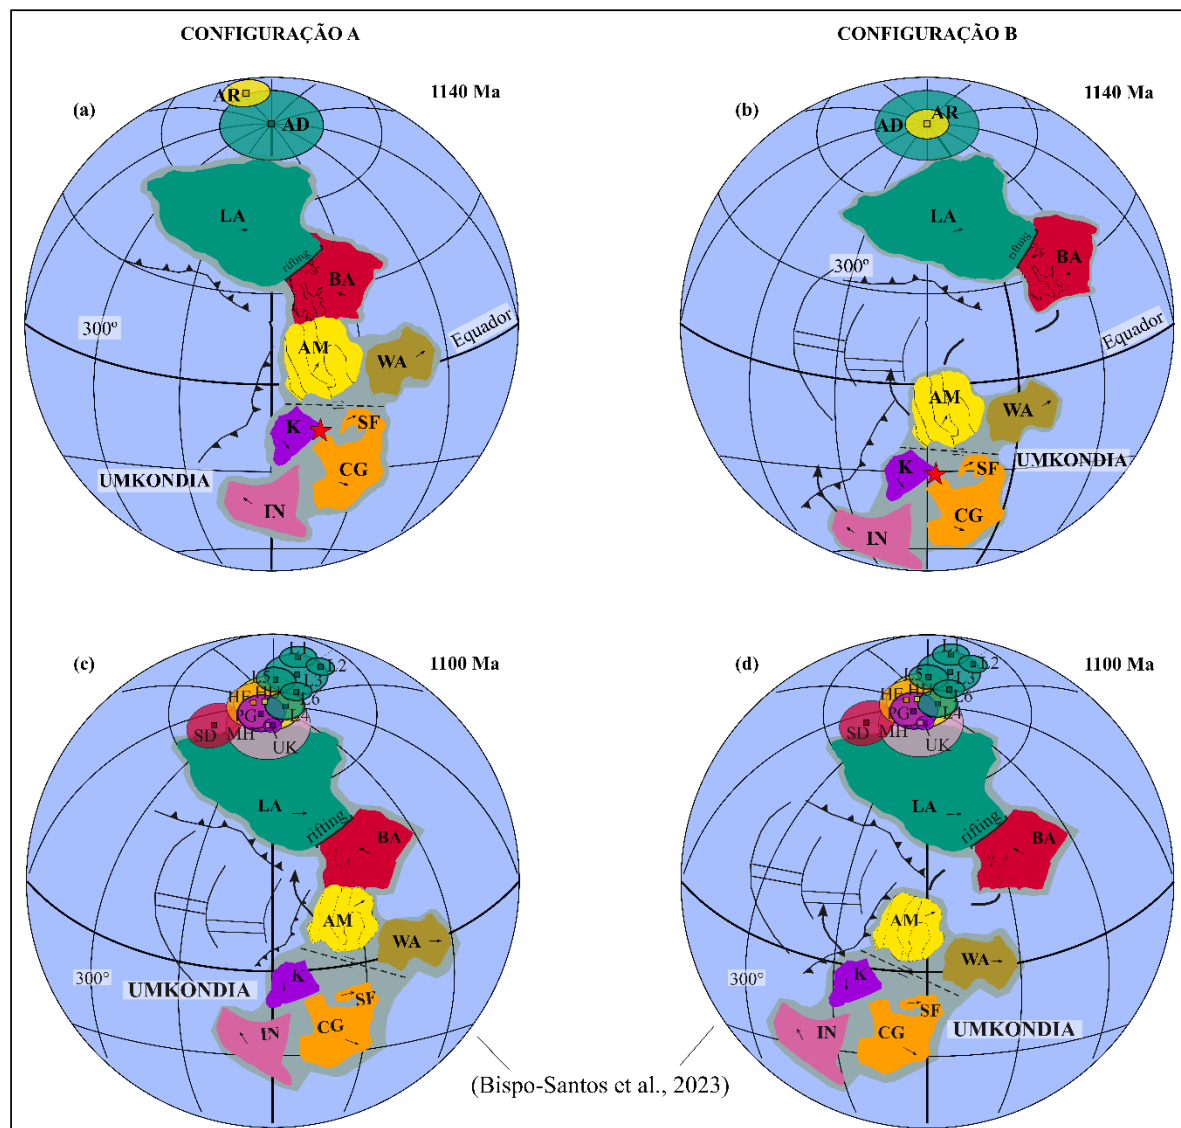 CONFIGURAÇÃO A
CONFIGURAÇÃO B
(a)
1140 Ma
AR
AD
LA
rifting
BA
300º
Equador
AM
WA
K
SF
CG
UMKONDIA
IN
(b)
1140 Ma
AD
AR
LA
rifting
BA
300º
Equador
AM
WA
K
SF
UMKONDIA
CG
IN
(c)
1100 Ma
L1
L2
L5
L3
HF
L6
PG
L4
SD
MH
UK
LA
rifting
BA
AM
WA
300°
K
UMKONDIA
SF
IN
CG
(d)
1100 Ma
L1
L2
L5
L3
HF
L6
PG
L4
SD
MH
UK
LA
rifting
BA
AM
WA
300°
K
SF
IN
CG
UMKONDIA
(Bispo-Santos et al., 2023)